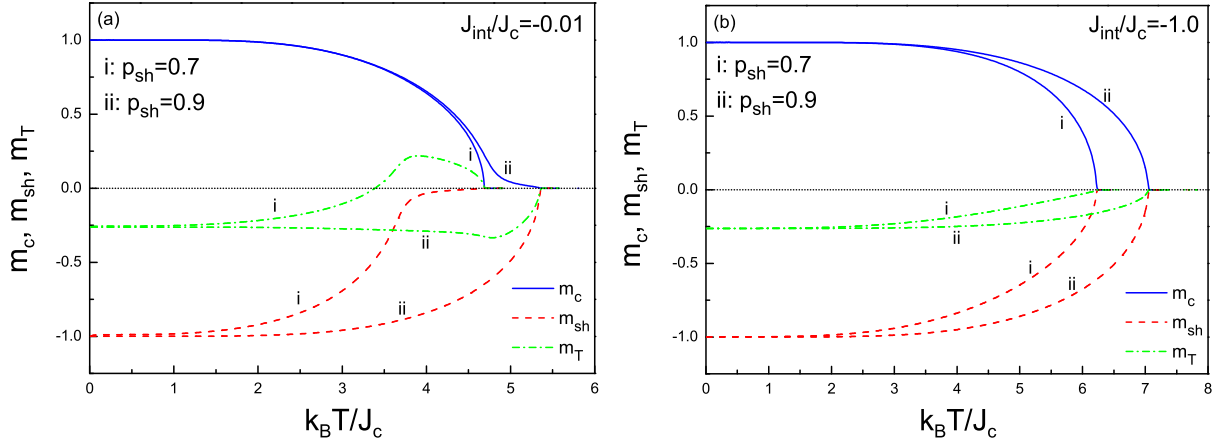 (a)
J_int/J_c=-0.01
i: p_sh=0.7
ii: p_sh=0.9
m_c, m_sh, m_T
1.0
0.5
0.0
-0.5
-1.0
i
ii
i
ii
i
ii
m_c
m_sh
m_T
0 1 2 3 4 5 6
k_BT/J_c
(b)
J_int/J_c=-1.0
i: p_sh=0.7
ii: p_sh=0.9
m_c, m_sh, m_T
1.0
0.5
0.0
-0.5
-1.0
ii
i
i
ii
i
ii
m_c
m_sh
m_T
0 1 2 3 4 5 6 7 8
k_BT/J_c